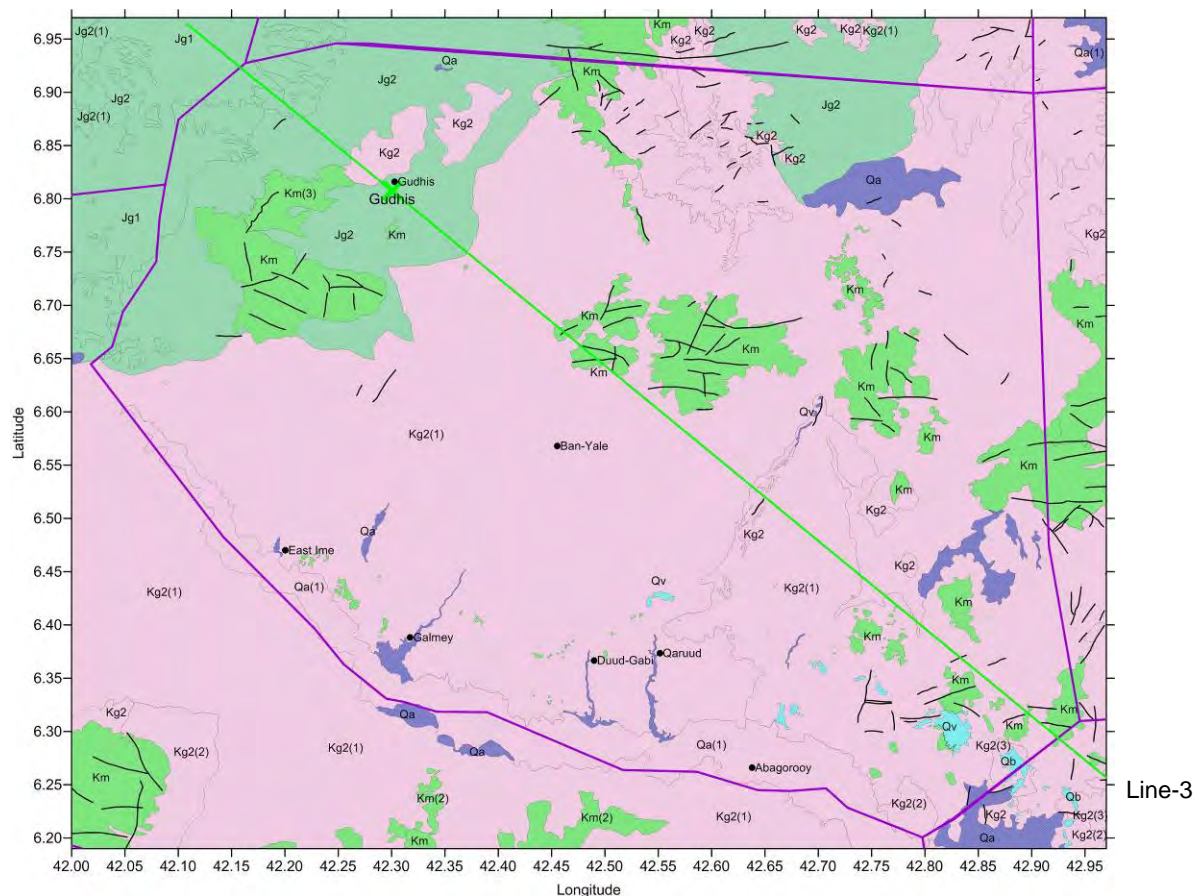 6.95
6.90
6.85
6.80
6.75
6.70
6.65
6.60
6.55
6.50
6.45
6.40
6.35
6.30
6.25
6.20
Latitude
Jg2(1)
Jg1
Km
Kg2
Kg2
Kg2
Kg2(1)
Qa(1)
Jg2
Qa
Km
Jg2
Jg2(1)
Jg2
Kg2
Kg2
Kg2
Kg2
Qa
Gudhis
Gudhis
Km(3)
Jg1
Jg2
Km
Km
Kg2
Km
Km
Km
Km
Km
Km
Qv
Kg2(1)
Ban-Yale
Km
Km
Km
Kg2
Kg2
Qa
East Ime
Kg2
Kg2(1)
Qa(1)
Qv
Kg2(1)
Km
Galmey
Km
Duud-Gabi
Qaruud
Km
Kg2
Qa
Km
Qv
Km
Kg2(2)
Kg2(1)
Qa
Qa(1)
Kg2(3)
Qb
Km
Abagorooy
Line-3
Km(2)
Kg2(2)
Qb
Km(2)
Kg2(1)
Kg2
Kg2(3)
Km
Qa
Kg2(2)
42.00 42.05 42.10 42.15 42.20 42.25 42.30 42.35 42.40 42.45 42.50 42.55 42.60 42.65 42.70 42.75 42.80 42.85 42.90 42.95
Longitude